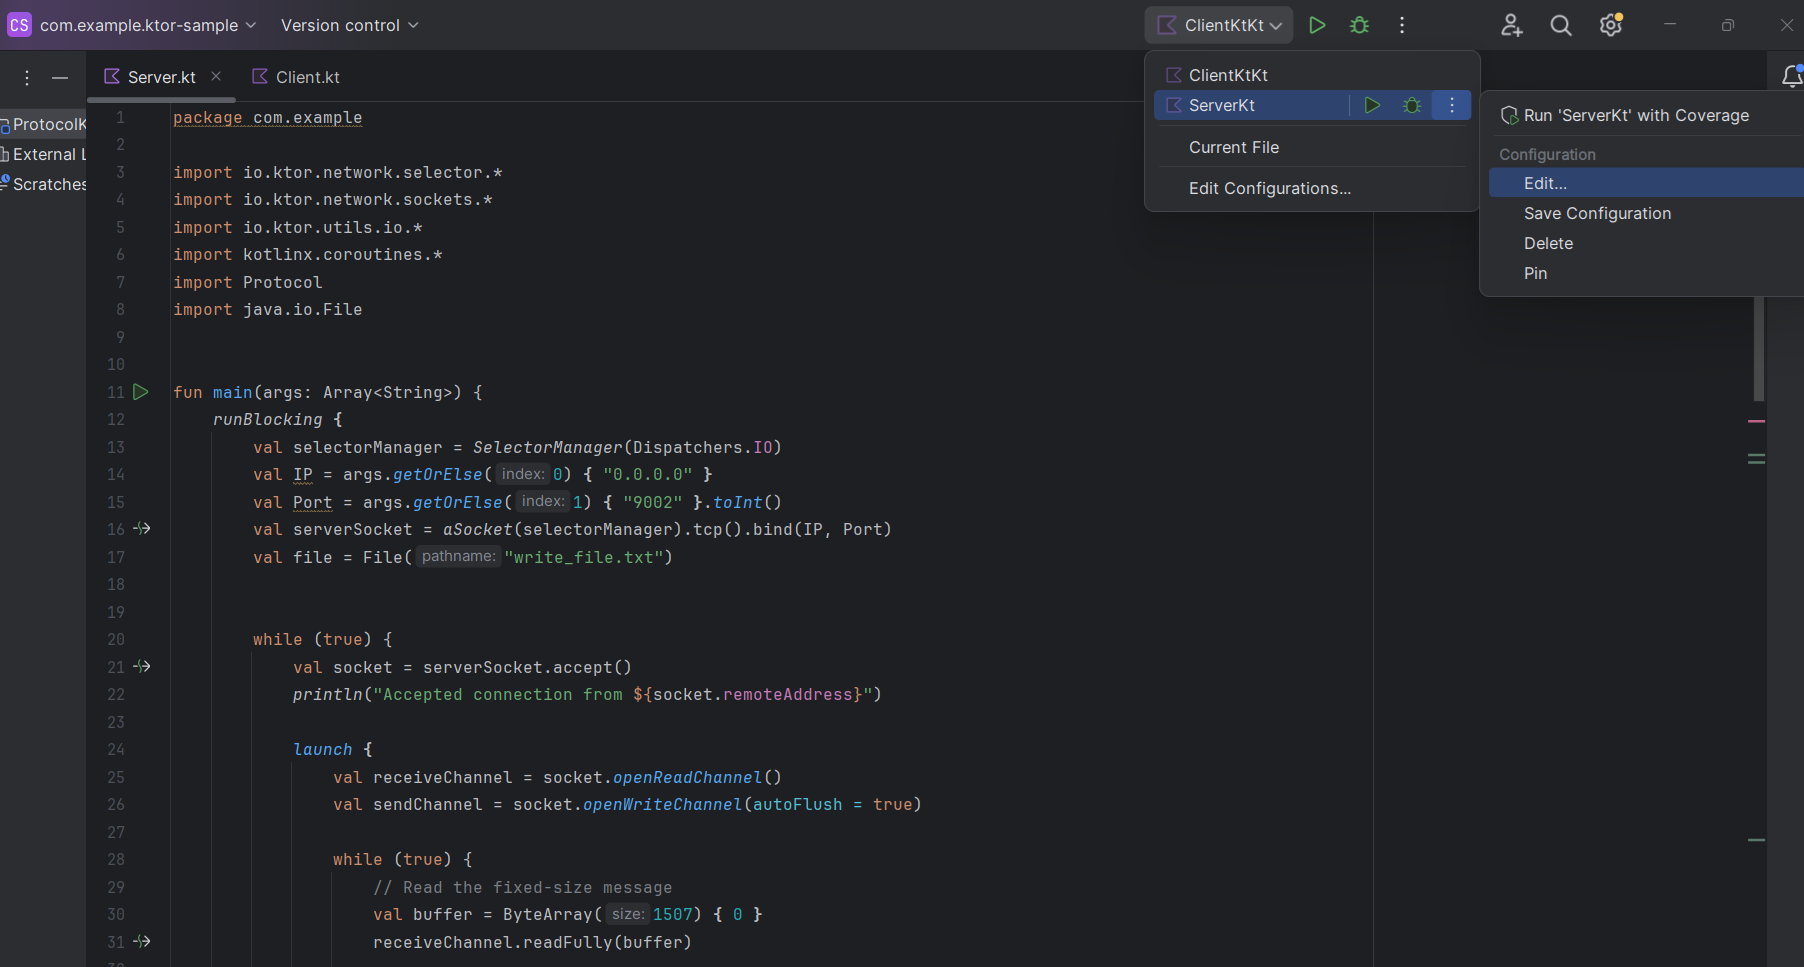 CS com.example.ktor-sample Version control ClientKtKt
Server.kt Client.kt
ClientKtKt
ServerKt
Current File
Edit Configurations...
Run 'ServerKt' with Coverage
Configuration
Edit...
Save Configuration
Delete
Pin
ProtocolK
External L
Scratches
1 package com.example
2
3 import io.ktor.network.selector.*
4 import io.ktor.network.sockets.*
5 import io.ktor.utils.io.*
6 import kotlinx.coroutines.*
7 import Protocol
8 import java.io.File
9
10
11 fun main(args: Array<String>) {
12 runBlocking {
13 val selectorManager = SelectorManager(Dispatchers.IO)
14 val IP = args.getOrElse( index: 0) { "0.0.0.0" }
15 val Port = args.getOrElse( index: 1) { "9002" }.toInt()
16 val serverSocket = aSocket(selectorManager).tcp().bind(IP, Port)
17 val file = File( pathname: "write_file.txt")
18
19
20 while (true) {
21 val socket = serverSocket.accept()
22 println("Accepted connection from ${socket.remoteAddress}")
23
24 launch {
25 val receiveChannel = socket.openReadChannel()
26 val sendChannel = socket.openWriteChannel(autoFlush = true)
27
28 while (true) {
29 // Read the fixed-size message
30 val buffer = ByteArray( size: 1507) { 0 }
31 receiveChannel.readFully(buffer)